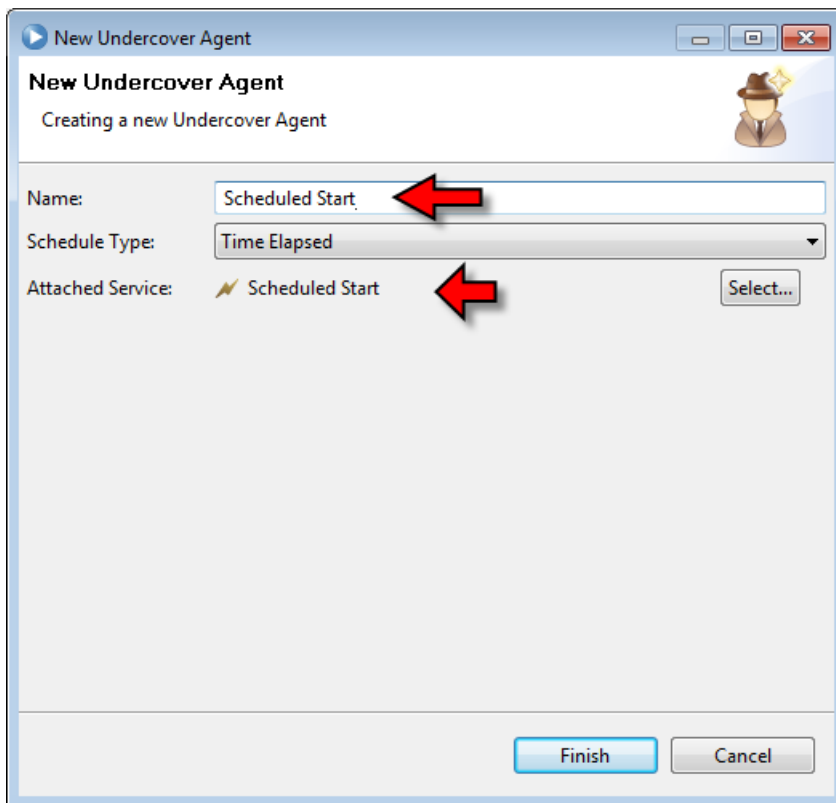 New Undercover Agent
New Undercover Agent
Creating a new Undercover Agent
Name: Scheduled Start
Schedule Type: Time Elapsed
Attached Service: Scheduled Start Select...
Finish Cancel